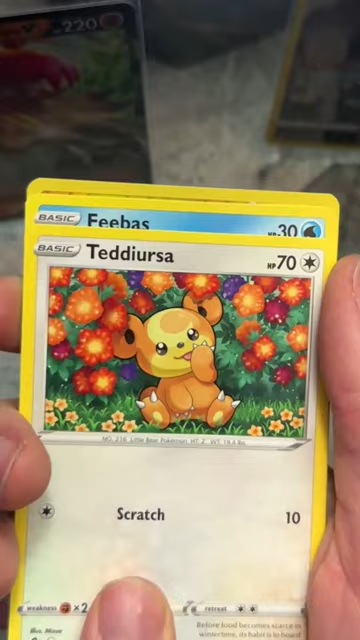 220
BASIC Feebas HP 30
BASIC Teddiursa HP 70
NO. 216 Little Bear Pokémon HT: 2' WT: 19.4 lbs.
Scratch 10
weakness ×2 retreat
Before food becomes scarce in
wintertime, its habit is to hoard